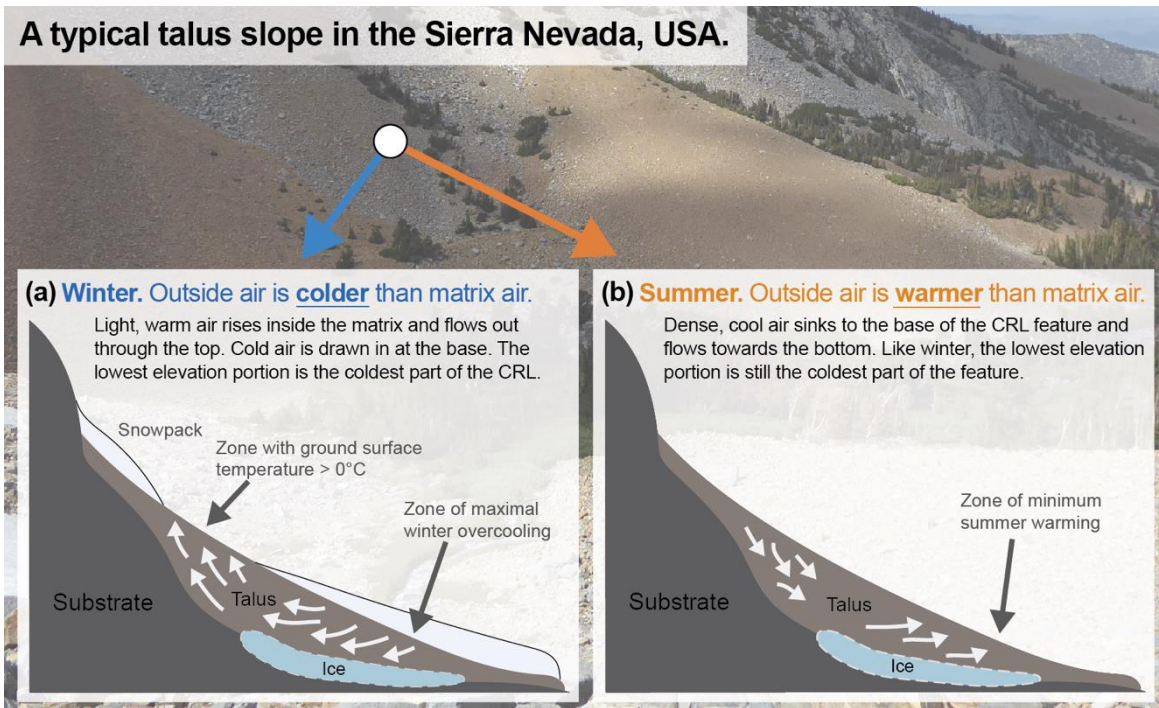 A typical talus slope in the Sierra Nevada, USA.
(a) Winter. Outside air is colder than matrix air.
Light, warm air rises inside the matrix and flows out
through the top. Cold air is drawn in at the base. The
lowest elevation portion is the coldest part of the CRL.
Snowpack
Zone with ground surface
temperature > 0°C
Zone of maximal
winter overcooling
Substrate
Talus
Ice
(b) Summer. Outside air is warmer than matrix air.
Dense, cool air sinks to the base of the CRL feature and
flows towards the bottom. Like winter, the lowest elevation
portion is still the coldest part of the feature.
Zone of minimum
summer warming
Substrate
Talus
Ice